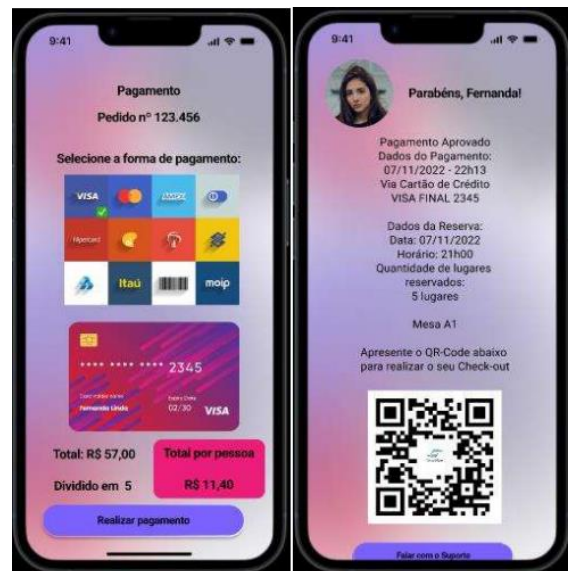 9:41
Pagamento
Pedido nº 123.456
Selecione a forma de pagamento:
VISA
Hipercard
Itaú
moip
2345
Fernanda Linda
02/30
VISA
Total: R$ 57,00
Dividido em 5
Total por pessoa
R$ 11,40
Realizar pagamento
9:41
Parabéns, Fernanda!
Pagamento Aprovado
Dados do Pagamento:
07/11/2022 - 22h13
Via Cartão de Crédito
VISA FINAL 2345
Dados da Reserva:
Data: 07/11/2022
Horário: 21h00
Quantidade de lugares
reservados:
5 lugares
Mesa A1
Apresente o QR-Code abaixo
para realizar o seu Check-out
Falar com o Suporte